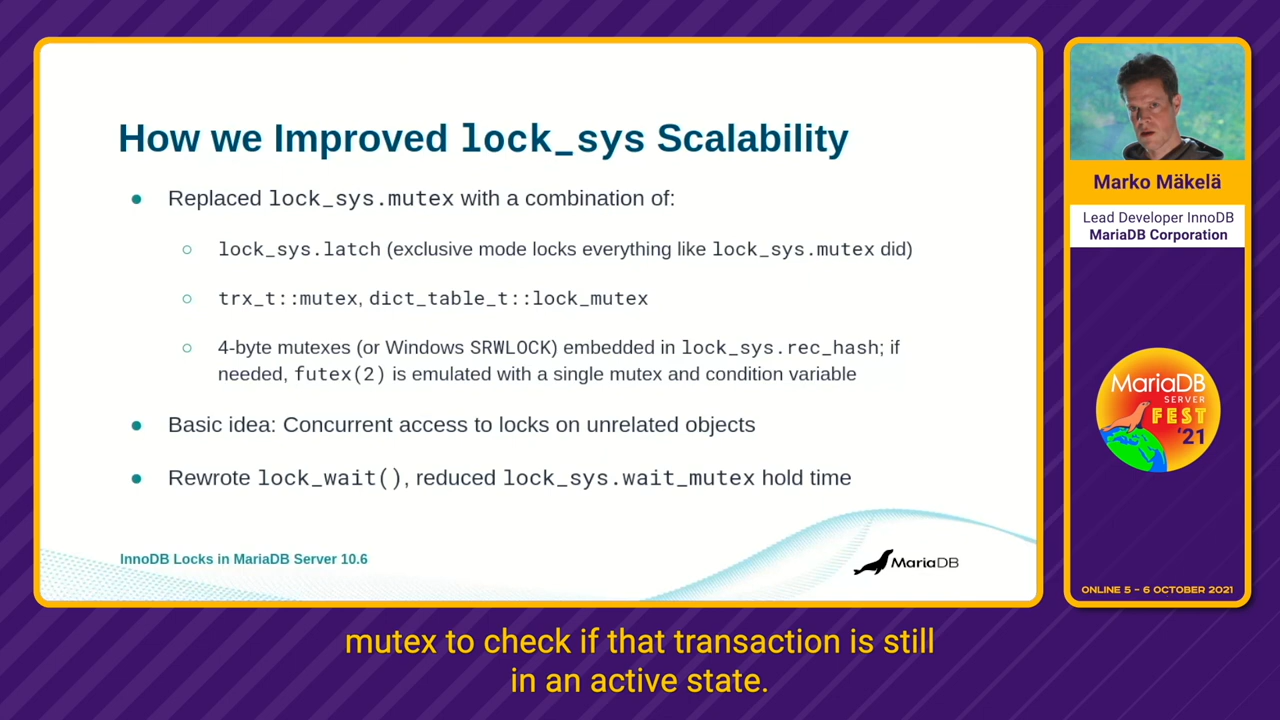 How we Improved lock_sys Scalability
● Replaced lock_sys.mutex with a combination of:
○ lock_sys.latch (exclusive mode locks everything like lock_sys.mutex did)
○ trx_t::mutex, dict_table_t::lock_mutex
○ 4-byte mutexes (or Windows SRWLOCK) embedded in lock_sys.rec_hash; if
needed, futex(2) is emulated with a single mutex and condition variable
● Basic idea: Concurrent access to locks on unrelated objects
● Rewrote lock_wait(), reduced lock_sys.wait_mutex hold time
InnoDB Locks in MariaDB Server 10.6
MariaDB
Marko Mäkelä
Lead Developer InnoDB
MariaDB Corporation
MariaDB
SERVER
FEST
'21
ONLINE 5 - 6 OCTOBER 2021
mutex to check if that transaction is still
in an active state.